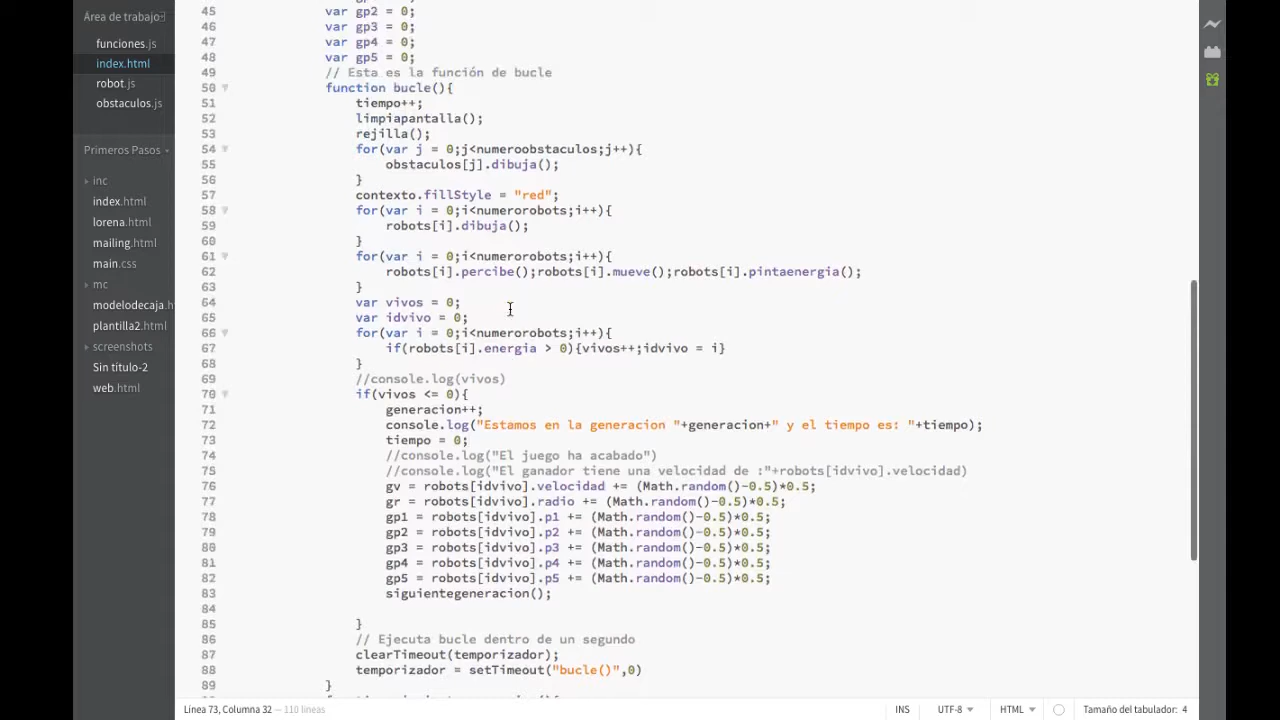 Área de trabajo
funciones.js
index.html
robot.js
obstaculos.js
Primeros Pasos
inc
index.html
lorena.html
mailing.html
main.css
mc
modelodecaja.h
plantilla2.html
screenshots
Sin título-2
web.html
45 var gp2 = 0;
46 var gp3 = 0;
47 var gp4 = 0;
48 var gp5 = 0;
49 // Esta es la función de bucle
50 function bucle(){
51 tiempo++;
52 limpiapantalla();
53 rejilla();
54 for(var j = 0;j<numeroobstaculos;j++){
55 obstaculos[j].dibuja();
56 }
57 contexto.fillStyle = "red";
58 for(var i = 0;i<numerorobots;i++){
59 robots[i].dibuja();
60 }
61 for(var i = 0;i<numerorobots;i++){
62 robots[i].percibe();robots[i].mueve();robots[i].pintaenergia();
63 }
64 var vivos = 0;
65 var idvivo = 0;
66 for(var i = 0;i<numerorobots;i++){
67 if(robots[i].energia > 0){vivos++;idvivo = i}
68 }
69 //console.log(vivos)
70 if(vivos <= 0){
71 generacion++;
72 console.log("Estamos en la generacion "+generacion+" y el tiempo es: "+tiempo);
73 tiempo = 0;
74 //console.log("El juego ha acabado")
75 //console.log("El ganador tiene una velocidad de :"+robots[idvivo].velocidad)
76 gv = robots[idvivo].velocidad += (Math.random()-0.5)*0.5;
77 gr = robots[idvivo].radio += (Math.random()-0.5)*0.5;
78 gp1 = robots[idvivo].p1 += (Math.random()-0.5)*0.5;
79 gp2 = robots[idvivo].p2 += (Math.random()-0.5)*0.5;
80 gp3 = robots[idvivo].p3 += (Math.random()-0.5)*0.5;
81 gp4 = robots[idvivo].p4 += (Math.random()-0.5)*0.5;
82 gp5 = robots[idvivo].p5 += (Math.random()-0.5)*0.5;
83 siguientegeneracion();
84
85 }
86 // Ejecuta bucle dentro de un segundo
87 clearTimeout(temporizador);
88 temporizador = setTimeout("bucle()",0)
89 }
Línea 73, Columna 32 — 110 líneas
INS
UTF-8
HTML
Tamaño del tabulador: 4